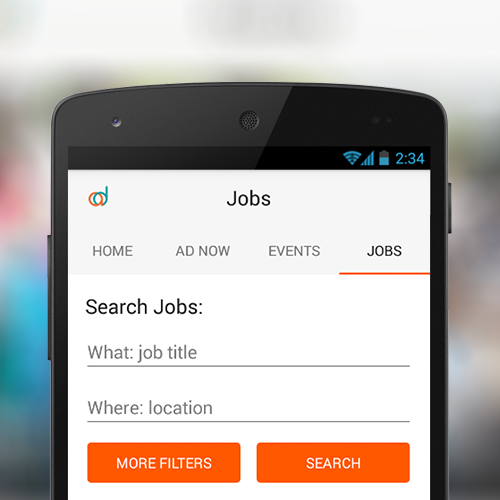 2:34
Jobs
HOME AD NOW EVENTS JOBS
Search Jobs:
What: job title
Where: location
MORE FILTERS SEARCH